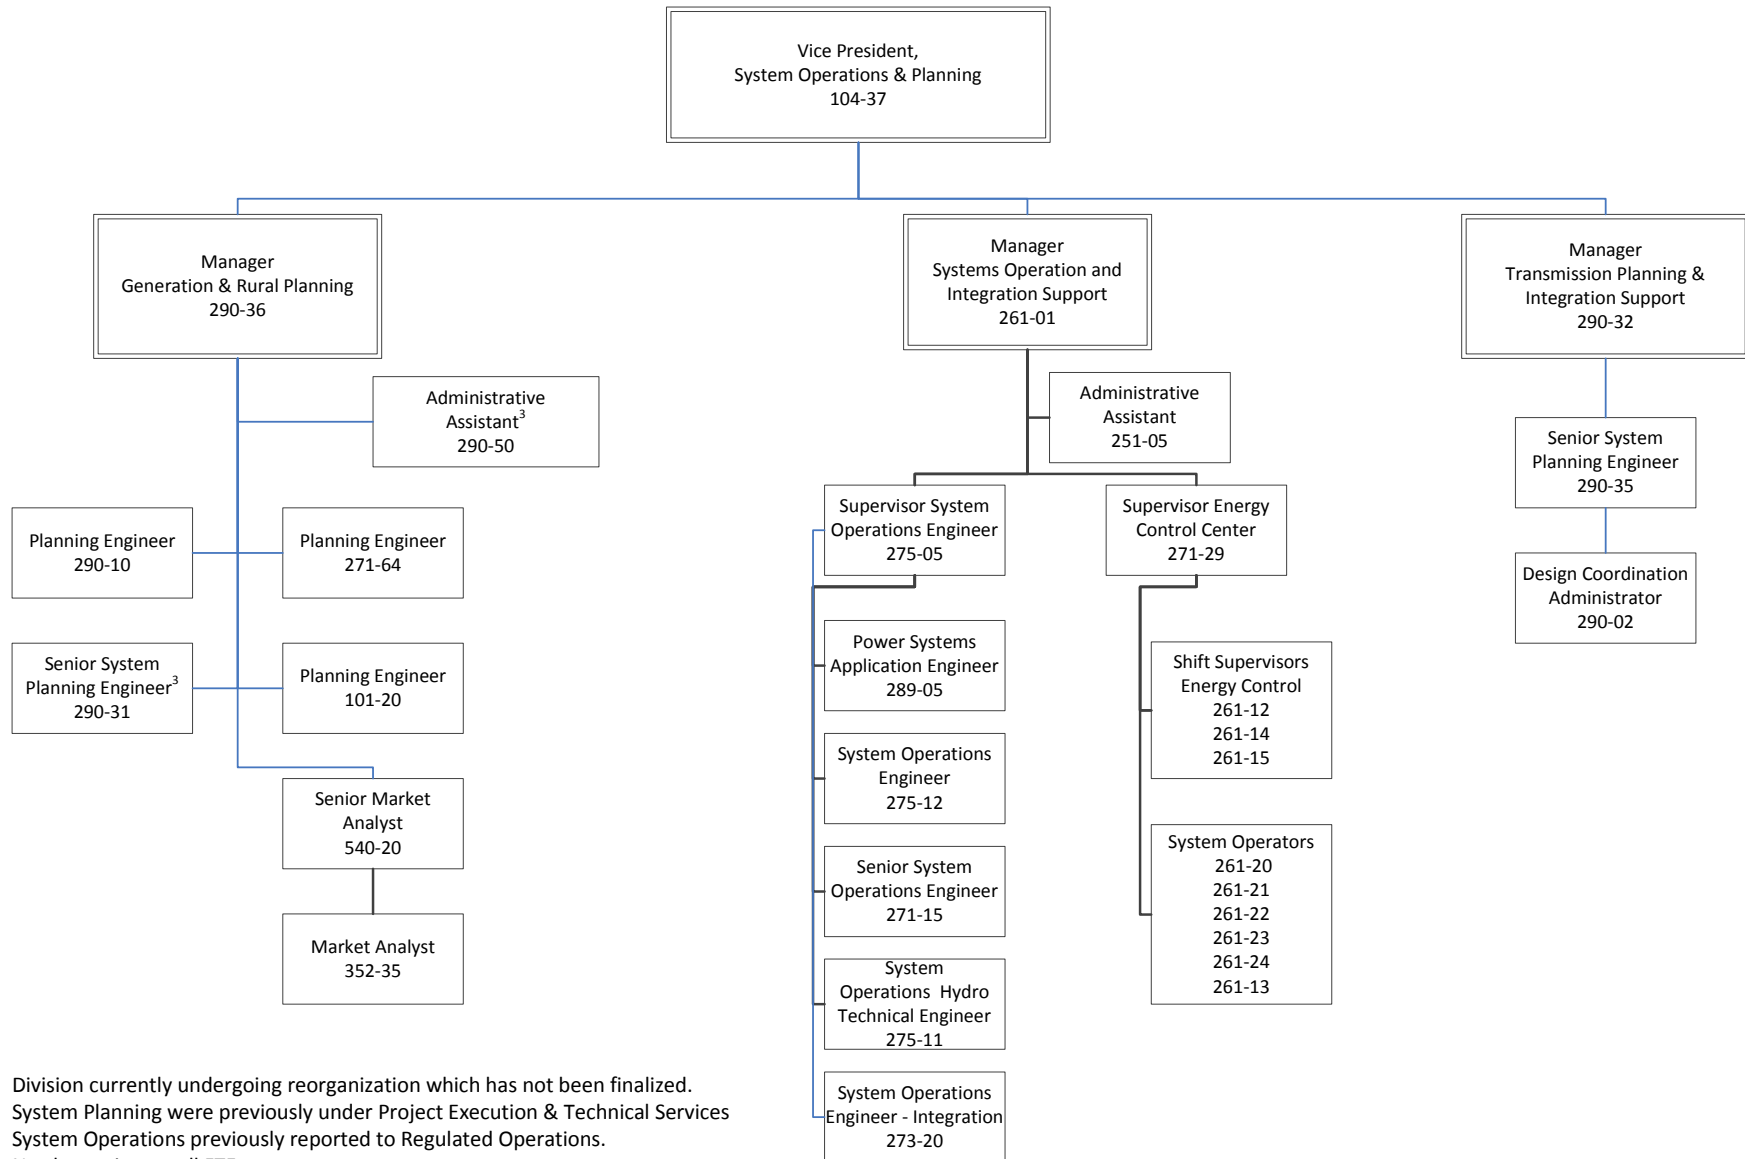 Vice President,
System Operations & Planning
104-37
Manager
Generation & Rural Planning
290-36
Manager
Systems Operation and
Integration Support
261-01
Manager
Transmission Planning &
Integration Support
290-32
Administrative
Assistant3
290-50
Planning Engineer
290-10
Planning Engineer
271-64
Senior System
Planning Engineer3
290-31
Planning Engineer
101-20
Senior Market
Analyst
540-20
Market Analyst
352-35
Administrative
Assistant
251-05
Supervisor System
Operations Engineer
275-05
Power Systems
Application Engineer
289-05
System Operations
Engineer
275-12
Senior System
Operations Engineer
271-15
System
Operations Hydro
Technical Engineer
275-11
System Operations
Engineer - Integration
273-20
Supervisor Energy
Control Center
271-29
Shift Supervisors
Energy Control
261-12
261-14
261-15
System Operators
261-20
261-21
261-22
261-23
261-24
261-13
Senior System
Planning Engineer
290-35
Design Coordination
Administrator
290-02
Division currently undergoing reorganization which has not been finalized.
System Planning were previously under Project Execution & Technical Services
System Operations previously reported to Regulated Operations.